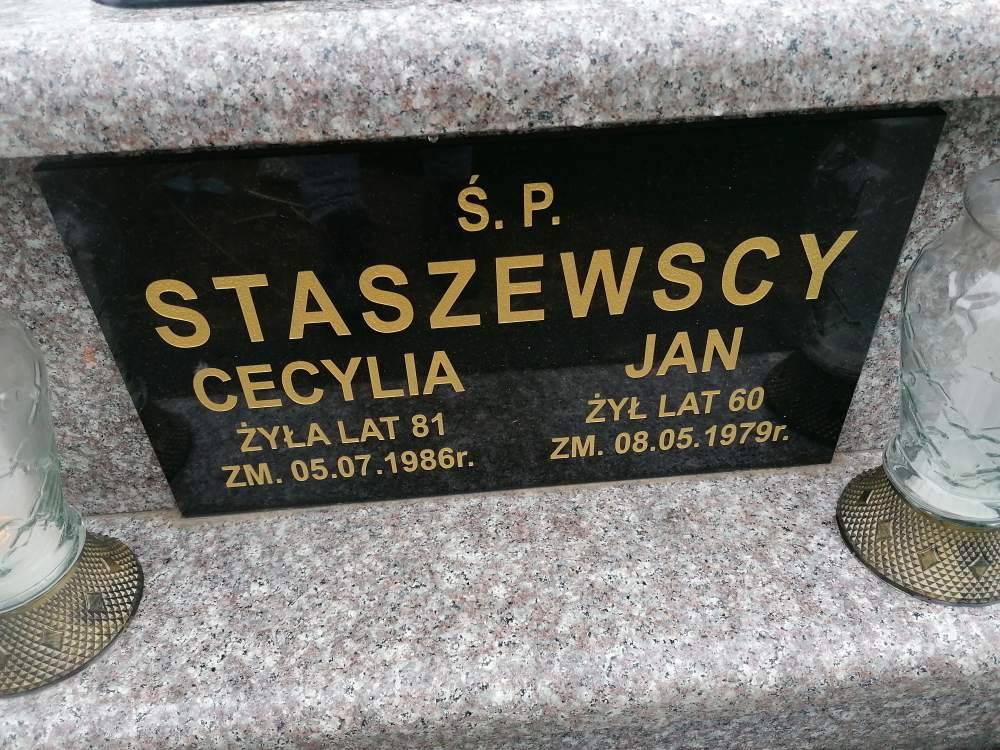 Ś. P.
STASZEWSCY
CECYLIA
ŻYŁA LAT 81
ZM. 05.07.1986r.
JAN
ŻYŁ LAT 60
ZM. 08.05.1979r.